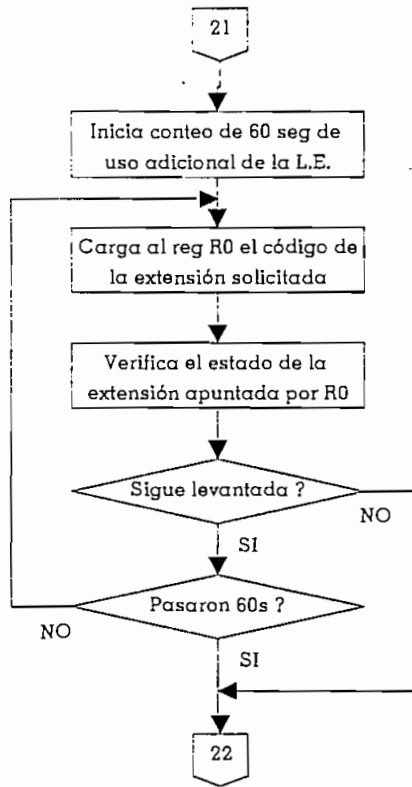 21
Inicia conteo de 60 seg de
uso adicional de la L.E.
Carga al reg R0 el código de
la extensión solicitada
Verifica el estado de la
extensión apuntada por R0
Sigue levantada ?
NO
SI
Pasaron 60s ?
NO
SI
22